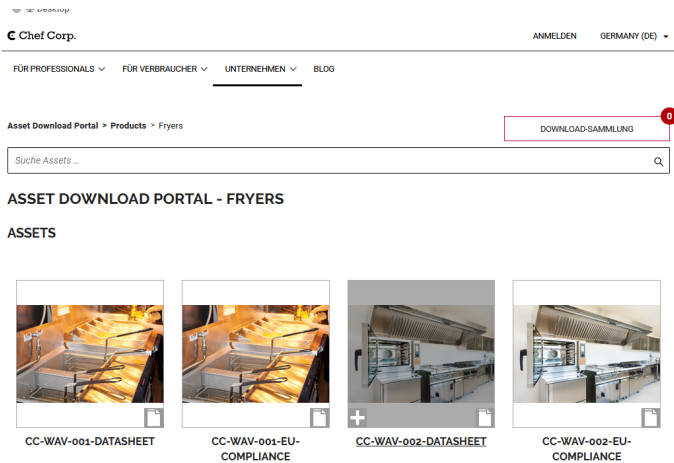 Desktop
Chef Corp.
ANMELDEN GERMANY (DE)
FÜR PROFESSIONALS FÜR VERBRAUCHER UNTERNEHMEN BLOG
0
Asset Download Portal > Products > Fryers
DOWNLOAD-SAMMLUNG
Suche Assets ...
ASSET DOWNLOAD PORTAL - FRYERS
ASSETS
CC-WAV-001-DATASHEET
CC-WAV-001-EU-
COMPLIANCE
CC-WAV-002-DATASHEET
CC-WAV-002-EU-
COMPLIANCE